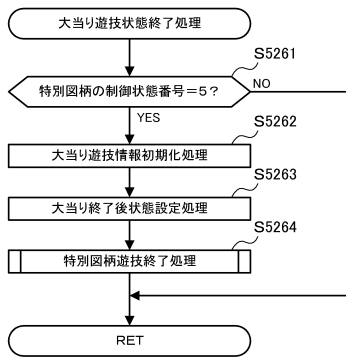 大当り遊技状態終了処理
S5261
特別図柄の制御状態番号＝5？
NO
YES
S5262
大当り遊技情報初期化処理
S5263
大当り終了後状態設定処理
S5264
特別図柄遊技終了処理
RET